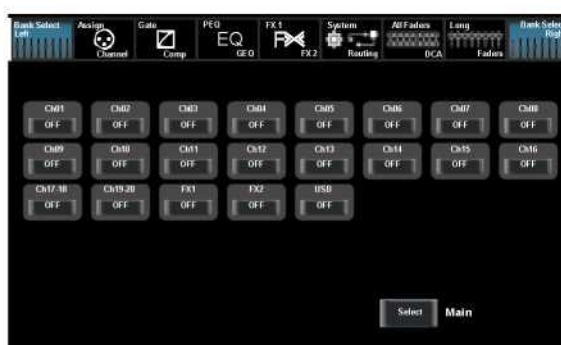 Bank Select Assign Gate PEQ FX 1 System All Faders Long Bank Selec
Left EQ Righ
Channel Comp GEQ FX 2 Routing DCA Faders
Ch01 Ch02 Ch03 Ch04 Ch05 Ch06 Ch07 Ch08
OFF OFF OFF OFF OFF OFF OFF OFF
Ch09 Ch10 Ch11 Ch12 Ch13 Ch14 Ch15 Ch16
OFF OFF OFF OFF OFF OFF OFF OFF
Ch17-18 Ch19-20 FX1 FX2 USB
OFF OFF OFF OFF OFF
Select Main